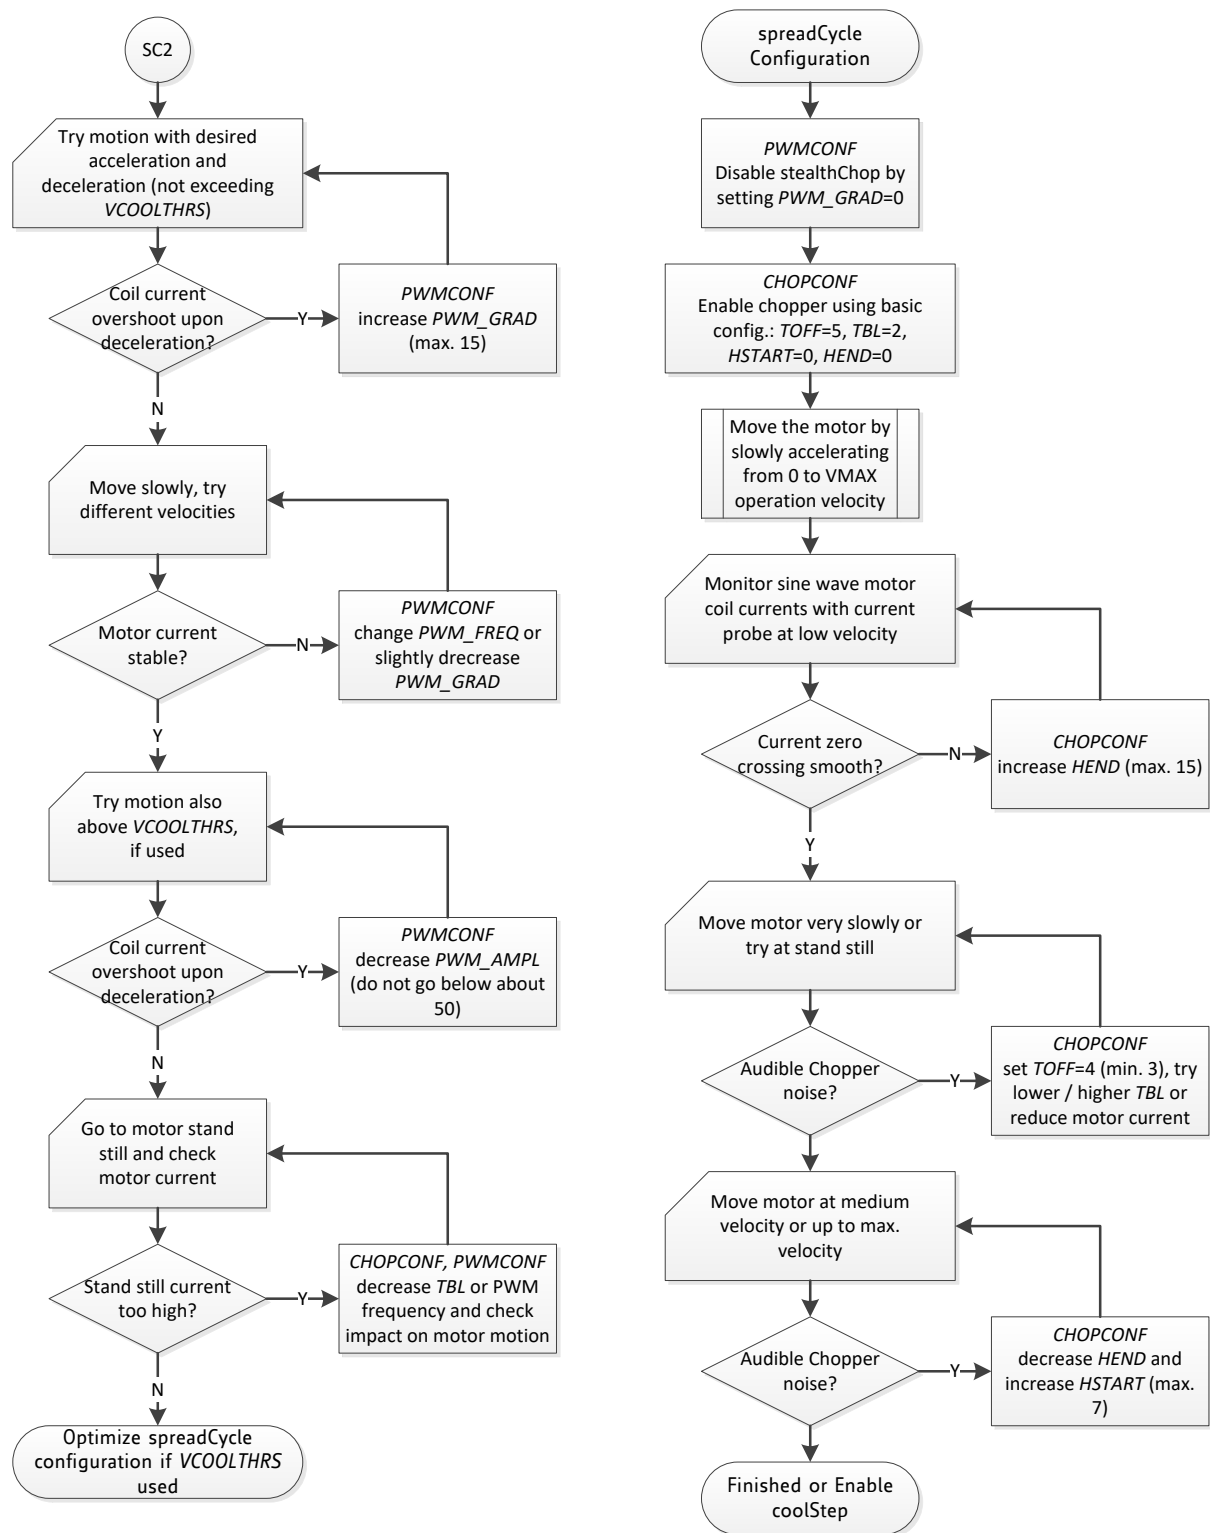 SC2
Try motion with desired
acceleration and
deceleration (not exceeding
VCOOLTHRS)
Coil current
overshoot upon
deceleration?
Y
PWMCONF
increase PWM_GRAD
(max. 15)
N
Move slowly, try
different velocities
Motor current
stable?
N
PWMCONF
change PWM_FREQ or
slightly drecrease
PWM_GRAD
Y
Try motion also
above VCOOLTHRS,
if used
Coil current
overshoot upon
deceleration?
Y
PWMCONF
decrease PWM_AMPL
(do not go below about
50)
N
Go to motor stand
still and check
motor current
Stand still current
too high?
Y
CHOPCONF, PWMCONF
decrease TBL or PWM
frequency and check
impact on motor motion
N
Optimize spreadCycle
configuration if VCOOLTHRS
used
spreadCycle
Configuration
PWMCONF
Disable stealthChop by
setting PWM_GRAD=0
CHOPCONF
Enable chopper using basic
config.: TOFF=5, TBL=2,
HSTART=0, HEND=0
Move the motor by
slowly accelerating
from 0 to VMAX
operation velocity
Monitor sine wave motor
coil currents with current
probe at low velocity
Current zero
crossing smooth?
N
CHOPCONF
increase HEND (max. 15)
Y
Move motor very slowly or
try at stand still
Audible Chopper
noise?
Y
CHOPCONF
set TOFF=4 (min. 3), try
lower / higher TBL or
reduce motor current
Move motor at medium
velocity or up to max.
velocity
Audible Chopper
noise?
Y
CHOPCONF
decrease HEND and
increase HSTART (max.
7)
Finished or Enable
coolStep